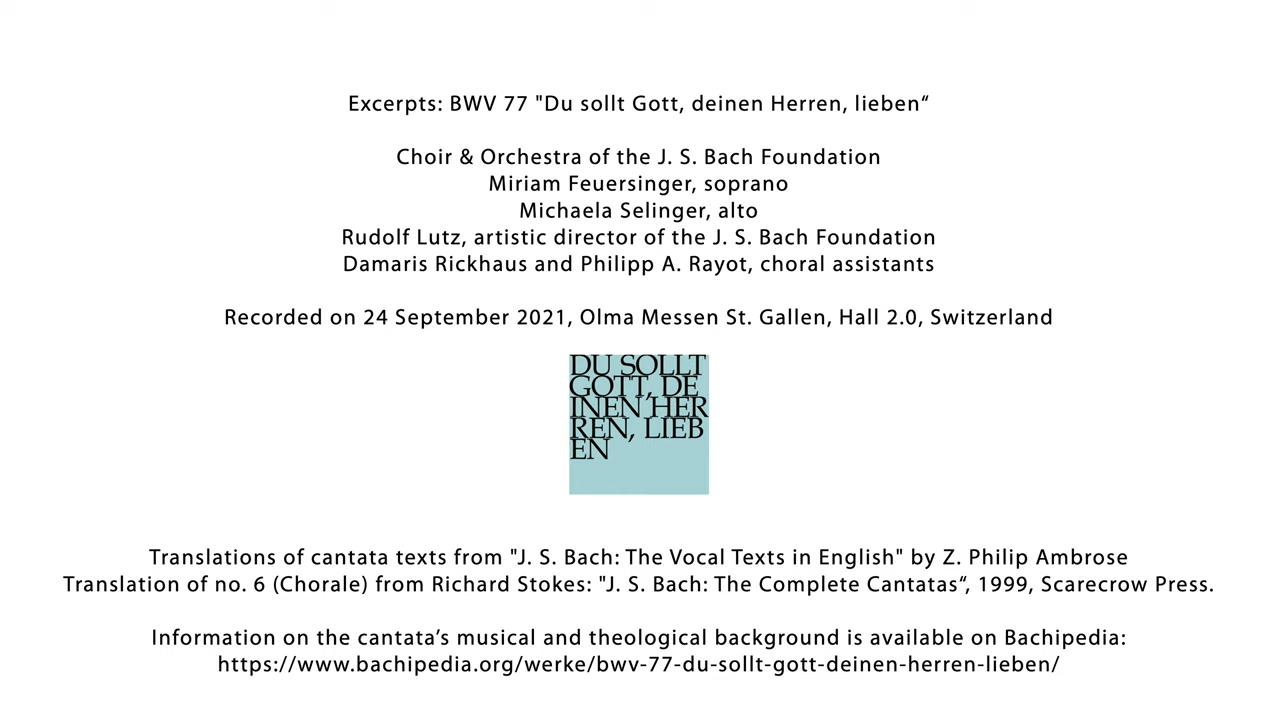 Excerpts: BWV 77 "Du sollt Gott, deinen Herren, lieben“
Choir & Orchestra of the J. S. Bach Foundation
Miriam Feuersinger, soprano
Michaela Selinger, alto
Rudolf Lutz, artistic director of the J. S. Bach Foundation
Damaris Rickhaus and Philipp A. Rayot, choral assistants
Recorded on 24 September 2021, Olma Messen St. Gallen, Hall 2.0, Switzerland
DU SOLLT
GOTT, DE
INEN HER
REN, LIEB
EN
Translations of cantata texts from "J. S. Bach: The Vocal Texts in English" by Z. Philip Ambrose
Translation of no. 6 (Chorale) from Richard Stokes: "J. S. Bach: The Complete Cantatas“, 1999, Scarecrow Press.
Information on the cantata’s musical and theological background is available on Bachipedia:
https://www.bachipedia.org/werke/bwv-77-du-sollt-gott-deinen-herren-lieben/